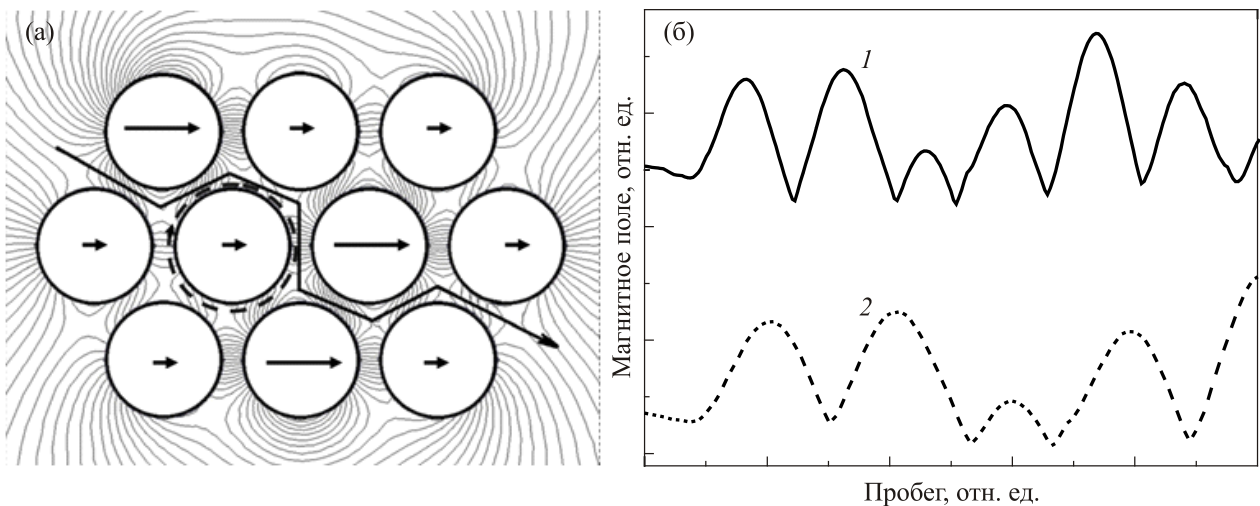 (а)
(б)
1
2
Магнитное поле, отн. ед.
Пробег, отн. ед.